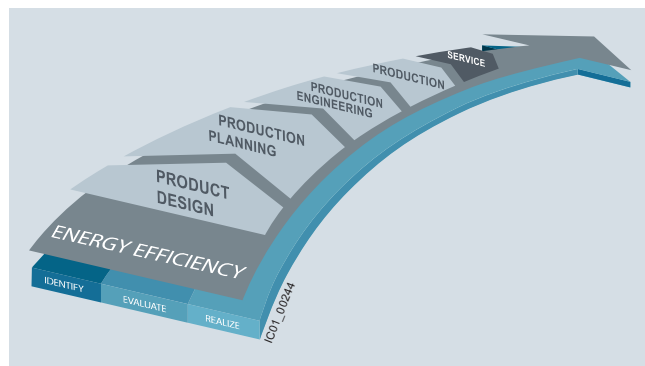 SERVICE
PRODUCTION
PRODUCTION
ENGINEERING
PRODUCTION
PLANNING
PRODUCT
DESIGN
ENERGY EFFICIENCY
IDENTIFY
EVALUATE
REALIZE
IC01_00244